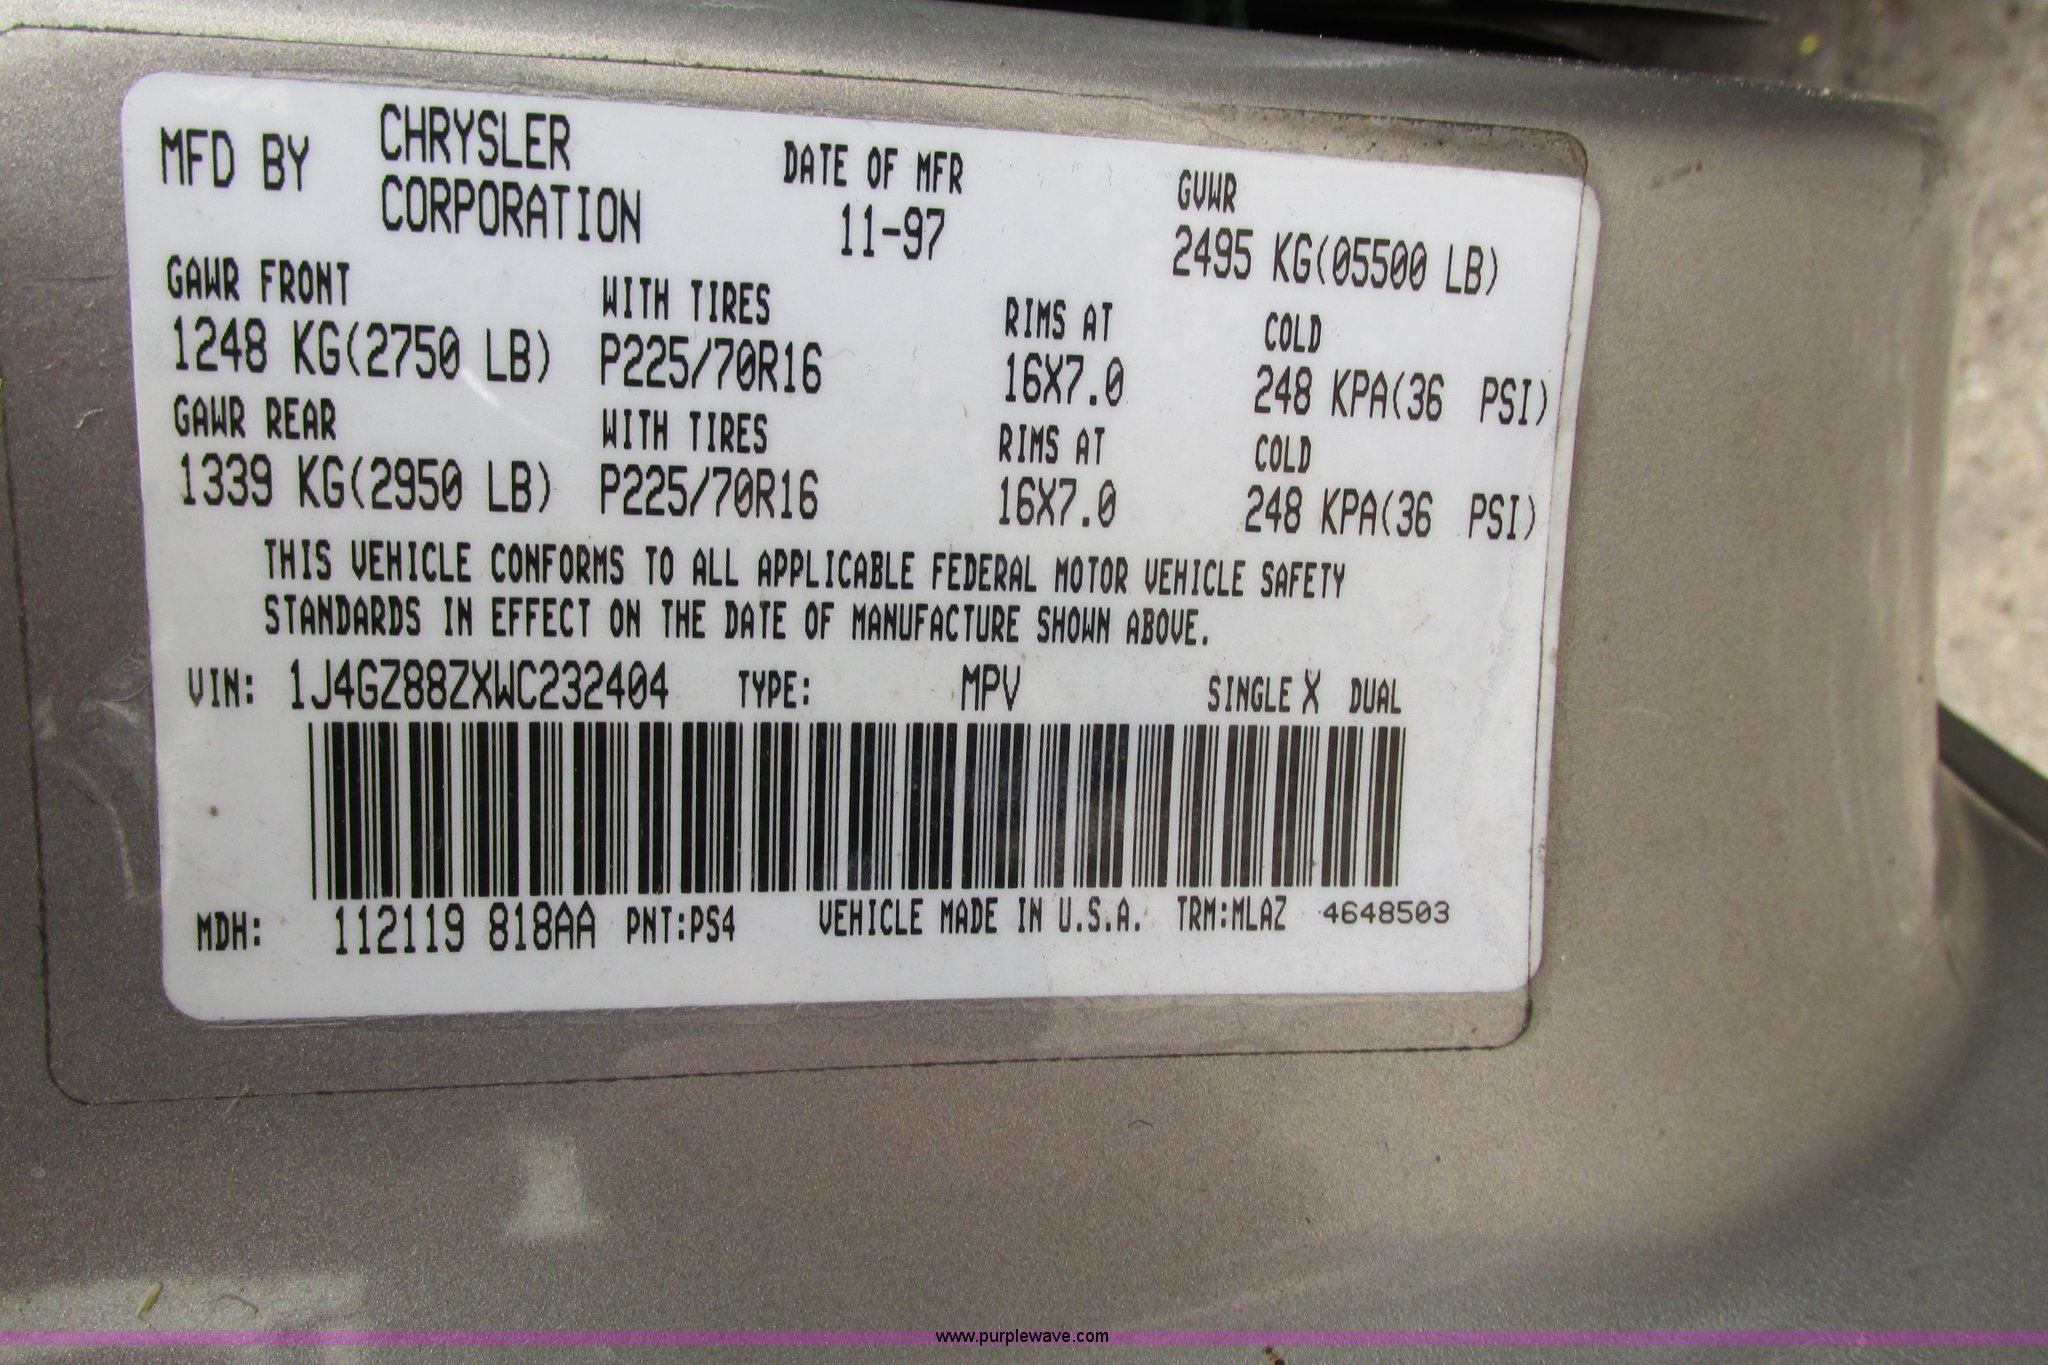 MFD BY CHRYSLER CORPORATION DATE OF MFR 11-97 GVWR 2495 KG(05500 LB)
GAWR FRONT WITH TIRES RIMS AT COLD
1248 KG(2750 LB) P225/70R16 16X7.0 248 KPA(36 PSI)
GAWR REAR WITH TIRES RIMS AT COLD
1339 KG(2950 LB) P225/70R16 16X7.0 248 KPA(36 PSI)
THIS VEHICLE CONFORMS TO ALL APPLICABLE FEDERAL MOTOR VEHICLE SAFETY
STANDARDS IN EFFECT ON THE DATE OF MANUFACTURE SHOWN ABOVE.
VIN: 1J4GZ88ZXWC232404 TYPE: MPV SINGLE X DUAL
MDH: 112119 818AA PNT:PS4 VEHICLE MADE IN U.S.A. TRM:MLAZ 4648503
www.purplewave.com